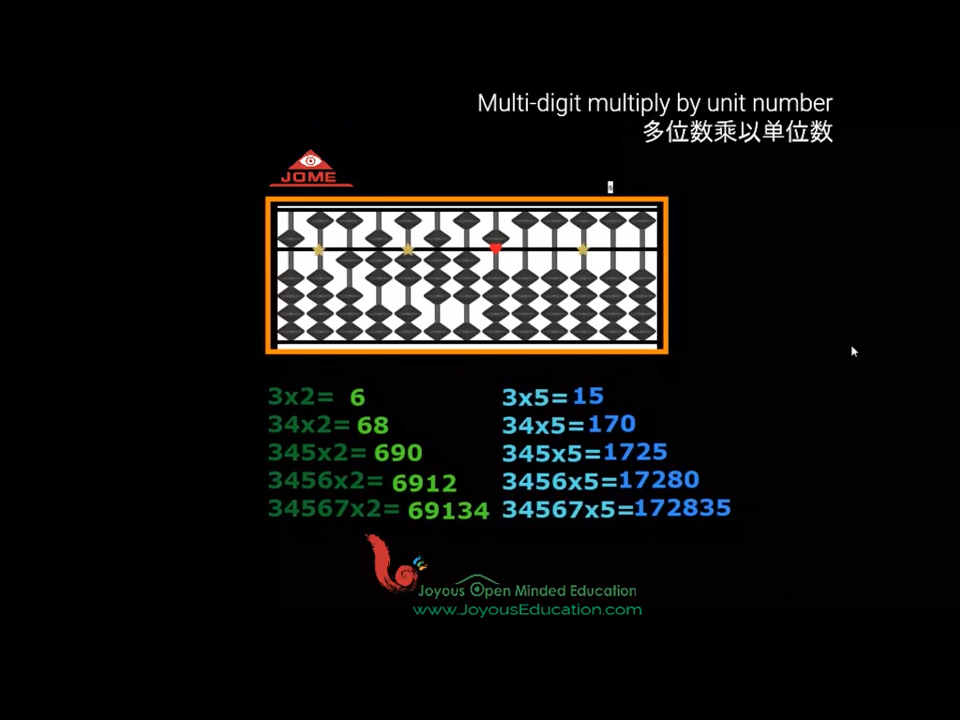 Multi-digit multiply by unit number
多位数乘以单位数
JOME
3x2= 6
34x2= 68
345x2= 690
3456x2= 6912
34567x2= 69134
3x5= 15
34x5= 170
345x5= 1725
3456x5= 17280
34567x5= 172835
Joyous Open Minded Education
www.JoyousEducation.com